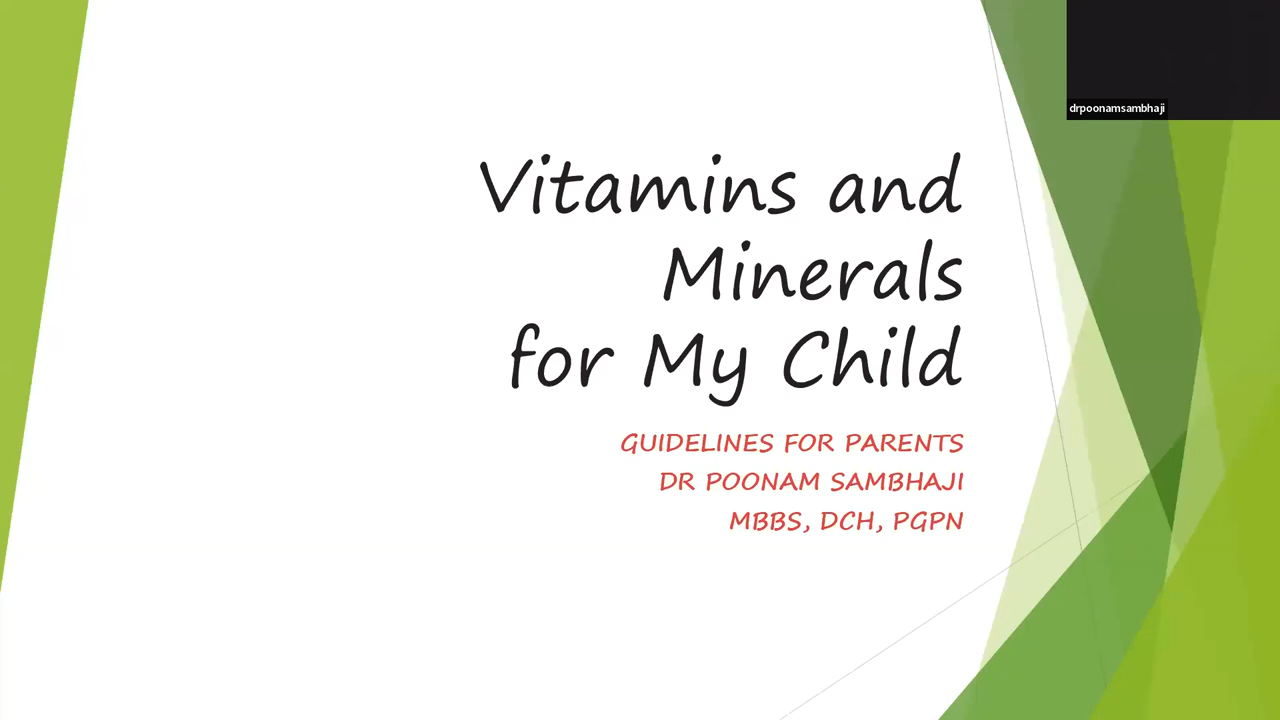 drpoonamsambhaji
Vitamins and
Minerals
for My Child
GUIDELINES FOR PARENTS
DR POONAM SAMBHAJI
MBBS, DCH, PGPN